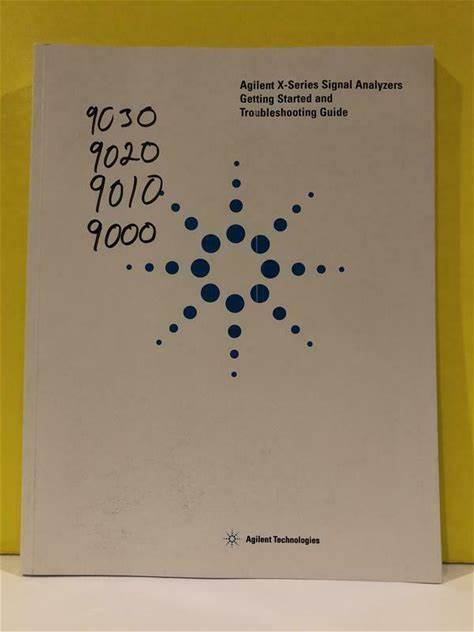 Agilent X-Series Signal Analyzers
Getting Started and
Troubleshooting Guide
9030
9020
9010
9000
Agilent Technologies